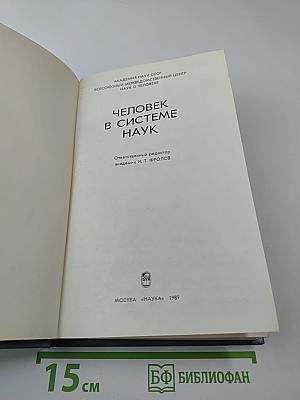 АКАДЕМИЯ НАУК СССР
ВСЕСОЮЗНЫЙ МЕЖВЕДОМСТВЕННЫЙ ЦЕНТР
НАУК О ЧЕЛОВЕКЕ
ЧЕЛОВЕК
В СИСТЕМЕ
НАУК
Ответственный редактор
академик И. Т. ФРОЛОВ
МОСКВА «НАУКА» 1989
15 см
БФ БИБЛИОФАН